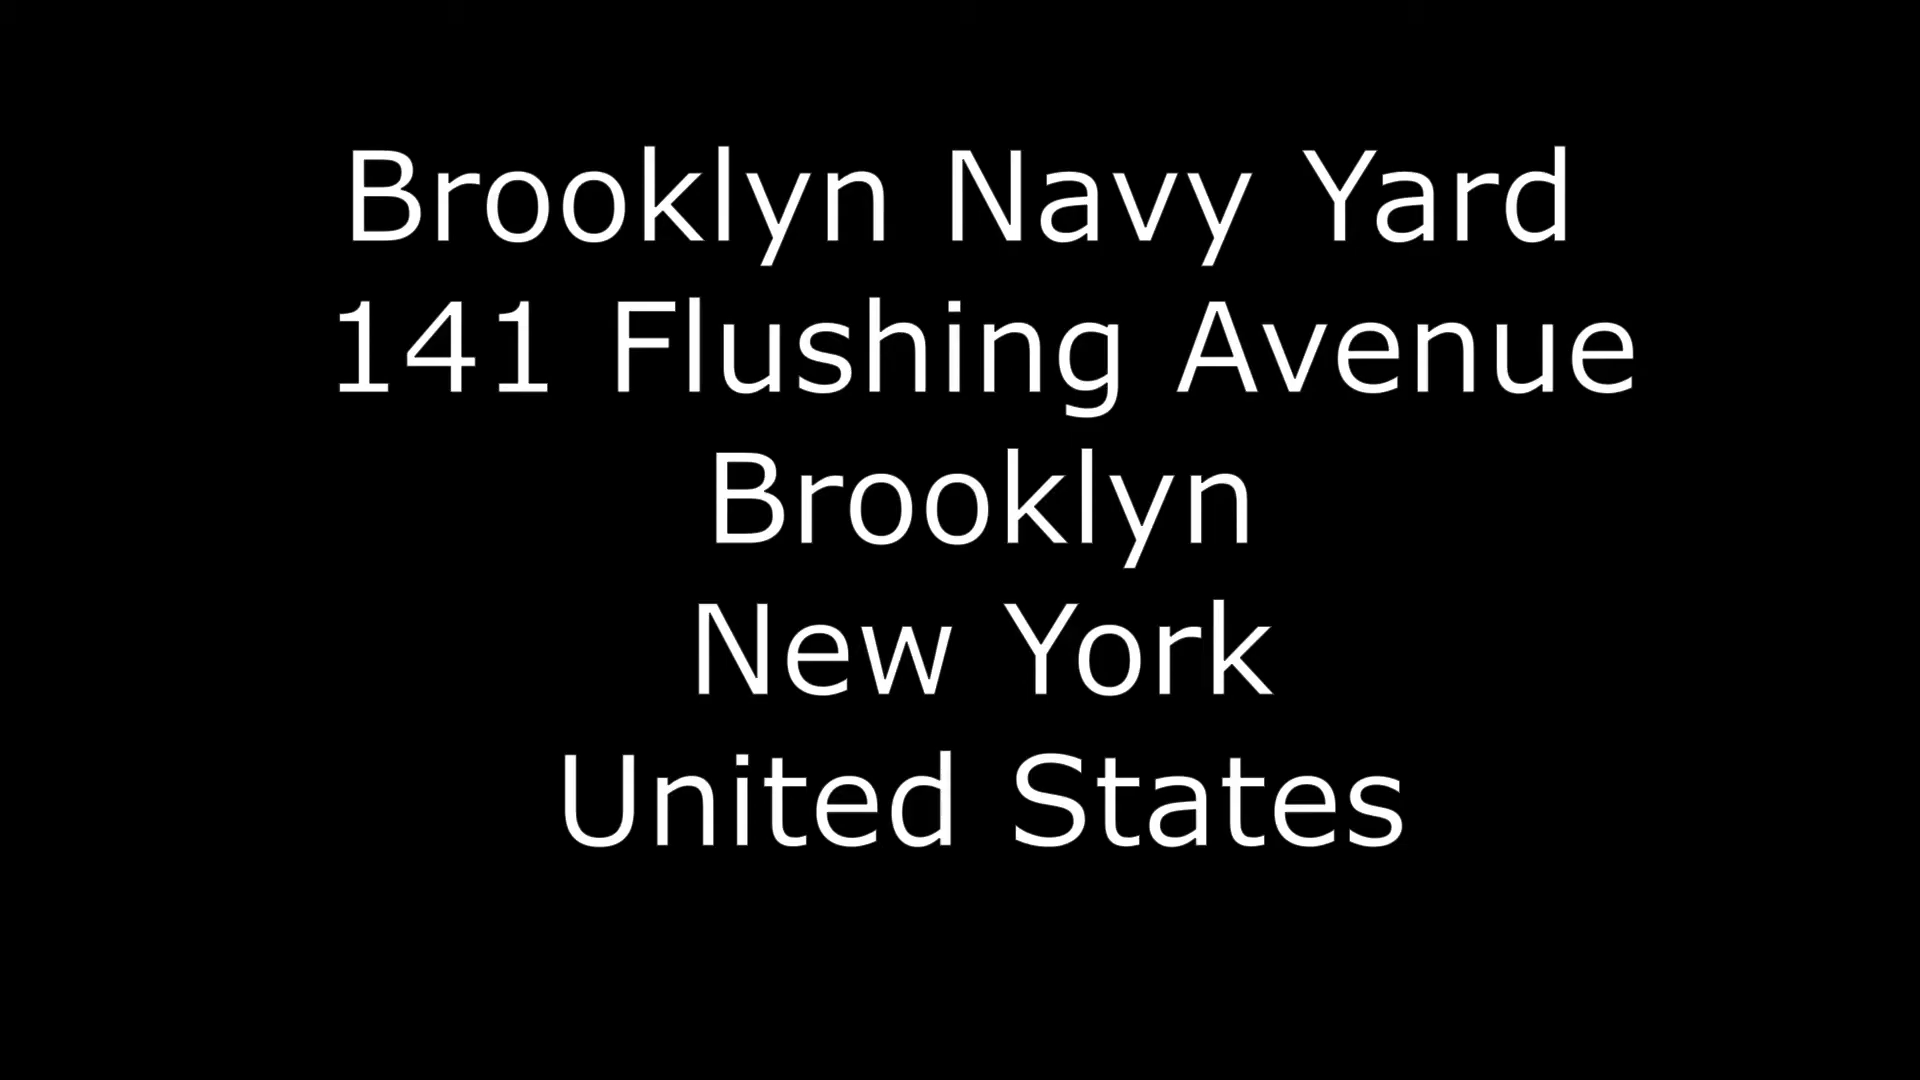 Brooklyn Navy Yard
141 Flushing Avenue
Brooklyn
New York
United States